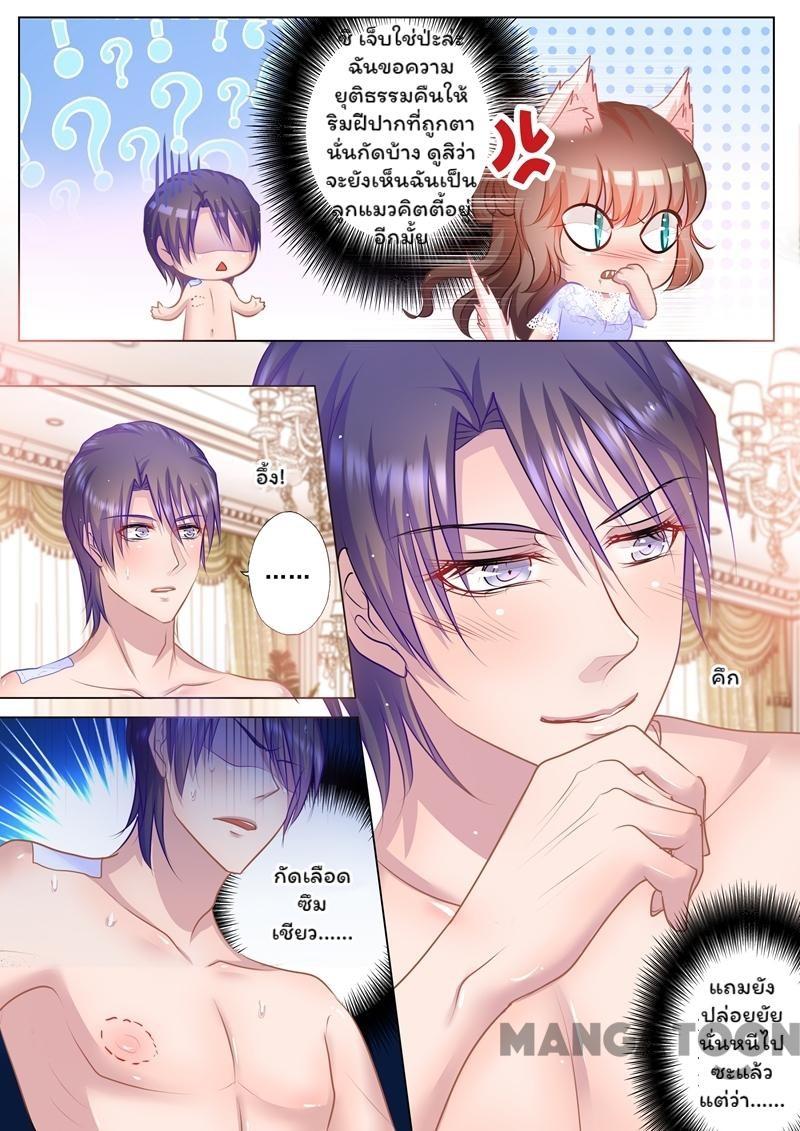 ชิ เจ็บใช่ป่ะละ
ฉันขอความ
ยุติธรรมคืนให้
ริมฝีปากที่ถูกตา
นั่นกัดบ้าง ดูสิว่า
จะยังเห็นฉันเป็น
ลูกแมวคิตตี้อยู่
อีกมั้ย
อึ้ง!
......
คึก
กัดเลือด
ซึม
เชียว......
แถมยัง
ปล่อยยัย
นั่นหนีไป
ซะแล้ว
แต่ว่า......
MANGATOON